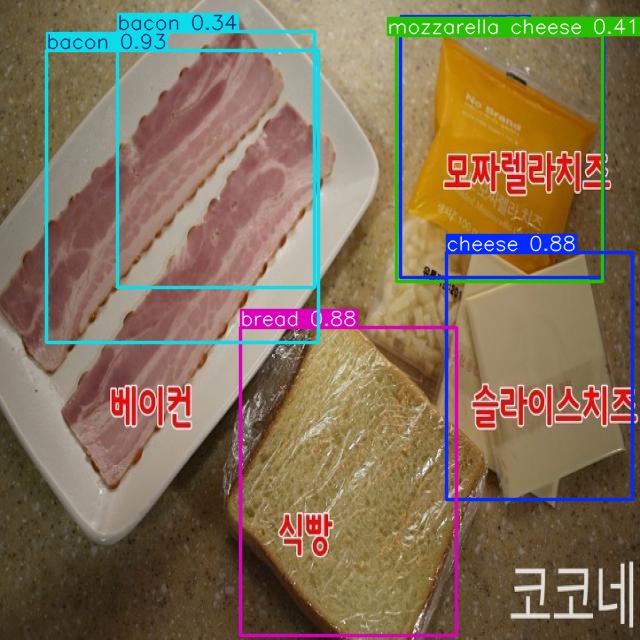 bacon 0.34
bacon 0.93
mozzarella cheese 0.41
No Brand
모짜렐라치즈
cheese 0.88
bread 0.88
베이컨
슬라이스치즈
식빵
코코네